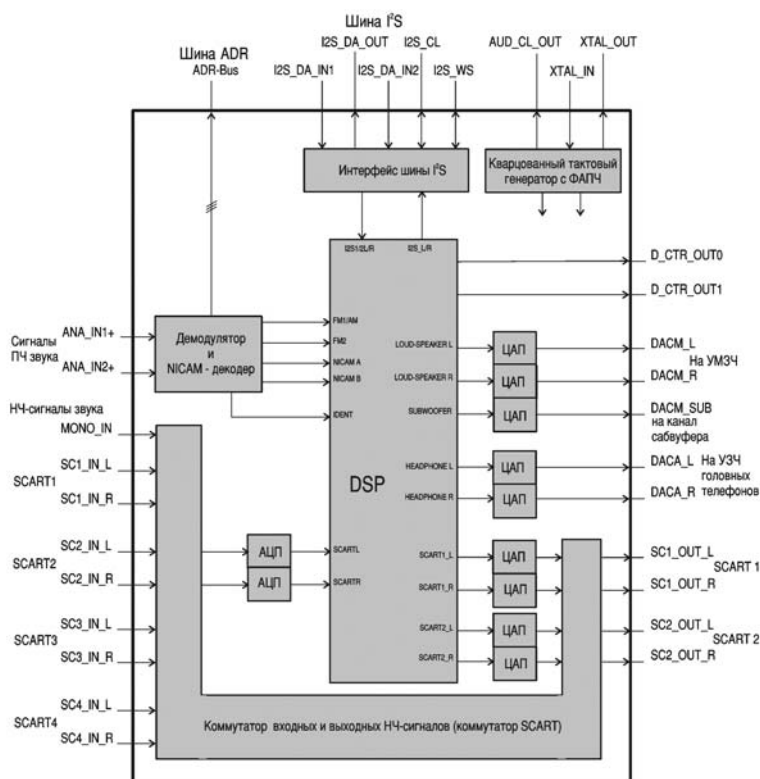 Шина I²S
Шина ADR
ADR-Bus
I2S_DA_OUT
I2S_CL
AUD_CL_OUT
XTAL_OUT
I2S_DA_IN1
I2S_DA_IN2
I2S_WS
XTAL_IN
Интерфейс шины I²S
Кварцованный тактовый
генератор с ФАПЧ
I2S1/2L/R
I2S_L/R
D_CTR_OUT0
D_CTR_OUT1
Сигналы
ПЧ звука
ANA_IN1+
ANA_IN2+
Демодулятор
и
NICAM - декодер
FM1/AM
FM2
NICAM A
NICAM B
IDENT
LOUD-SPEAKER L
ЦАП
DACM_L
На УМЗЧ
LOUD-SPEAKER R
ЦАП
DACM_R
SUBWOOFER
ЦАП
DACM_SUB
на канал
сабвуфера
НЧ-сигналы звука
MONO_IN
DSP
HEADPHONE L
ЦАП
DACA_L
HEADPHONE R
ЦАП
DACA_R
На УЗЧ
головных
телефонов
SCART1
SC1_IN_L
SC1_IN_R
SCART2
SC2_IN_L
SC2_IN_R
АЦП
АЦП
SCARTL
SCARTR
SCART1_L
ЦАП
SC1_OUT_L
SCART 1
SCART1_R
ЦАП
SC1_OUT_R
SCART3
SC3_IN_L
SC3_IN_R
SCART2_L
ЦАП
SC2_OUT_L
SCART 2
SCART2_R
ЦАП
SC2_OUT_R
SCART4
SC4_IN_L
SC4_IN_R
Коммутатор входных и выходных НЧ-сигналов (коммутатор SCART)